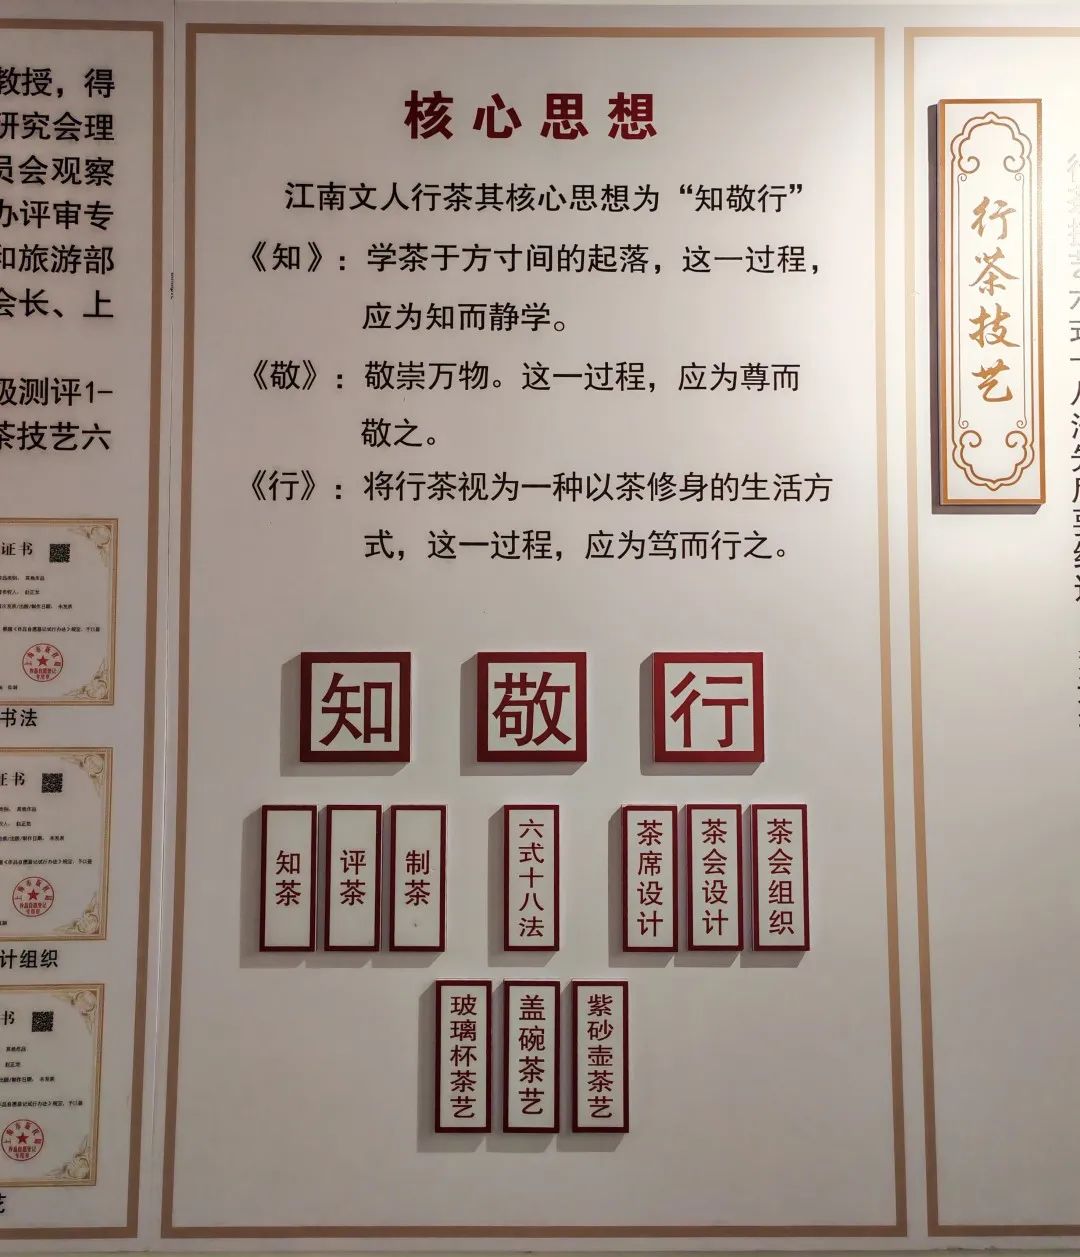 教授，得
研究会理
员会观察
办评审专
和旅游部
会长、上
级测评1-
茶技艺六
证书
书法
证书
计组织
书
核心思想
江南文人行茶其核心思想为“知敬行”
《知》：学茶于方寸间的起落，这一过程，
应为知而静学。
《敬》：敬崇万物。这一过程，应为尊而
敬之。
《行》：将行茶视为一种以茶修身的生活方
式，这一过程，应为笃而行之。
知
敬
行
知茶
评茶
制茶
六式十八法
茶席设计
茶会设计
茶会组织
玻璃杯茶艺
盖碗茶艺
紫砂壶茶艺
行茶技艺